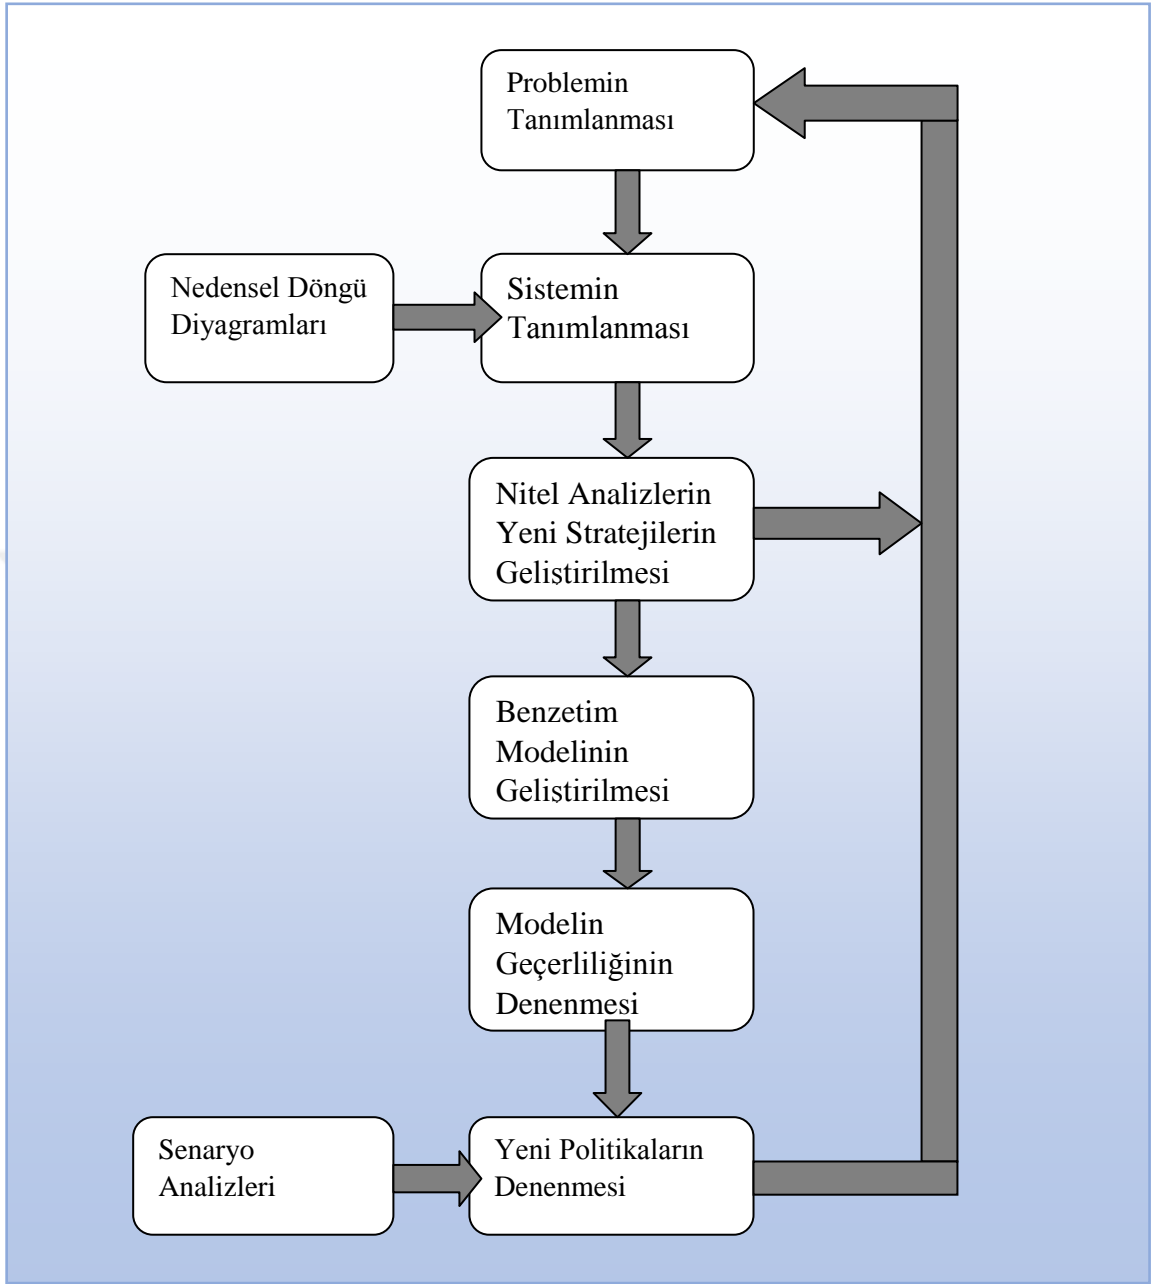 Problemin
Tanımlanması
Nedensel Döngü
Diyagramları
Sistemin
Tanımlanması
Nitel Analizlerin
Yeni Stratejilerin
Geliştirilmesi
Benzetim
Modelinin
Geliştirilmesi
Modelin
Geçerliliğinin
Denenmesi
Senaryo
Analizleri
Yeni Politikaların
Denenmesi